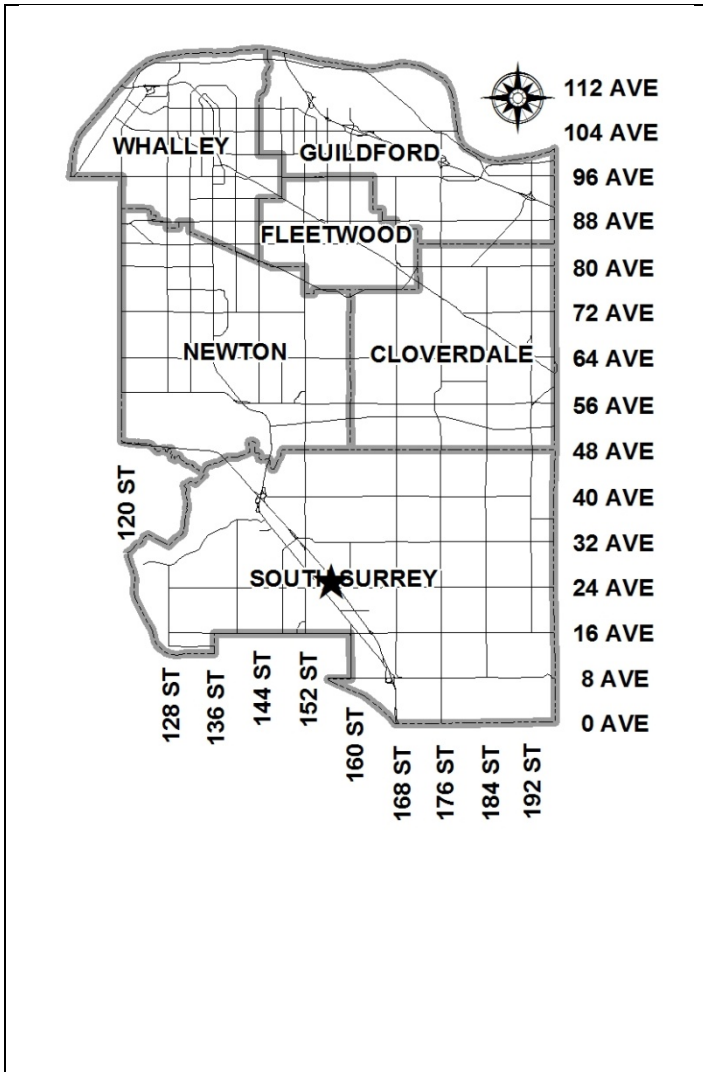 112 AVE
104 AVE
WHALLEY
GUILDFORD
96 AVE
88 AVE
FLEETWOOD
80 AVE
72 AVE
NEWTON
CLOVERDALE
64 AVE
56 AVE
48 AVE
120 ST
40 AVE
32 AVE
SOUTH SURREY
24 AVE
16 AVE
8 AVE
0 AVE
128 ST
136 ST
144 ST
152 ST
160 ST
168 ST
176 ST
184 ST
192 ST